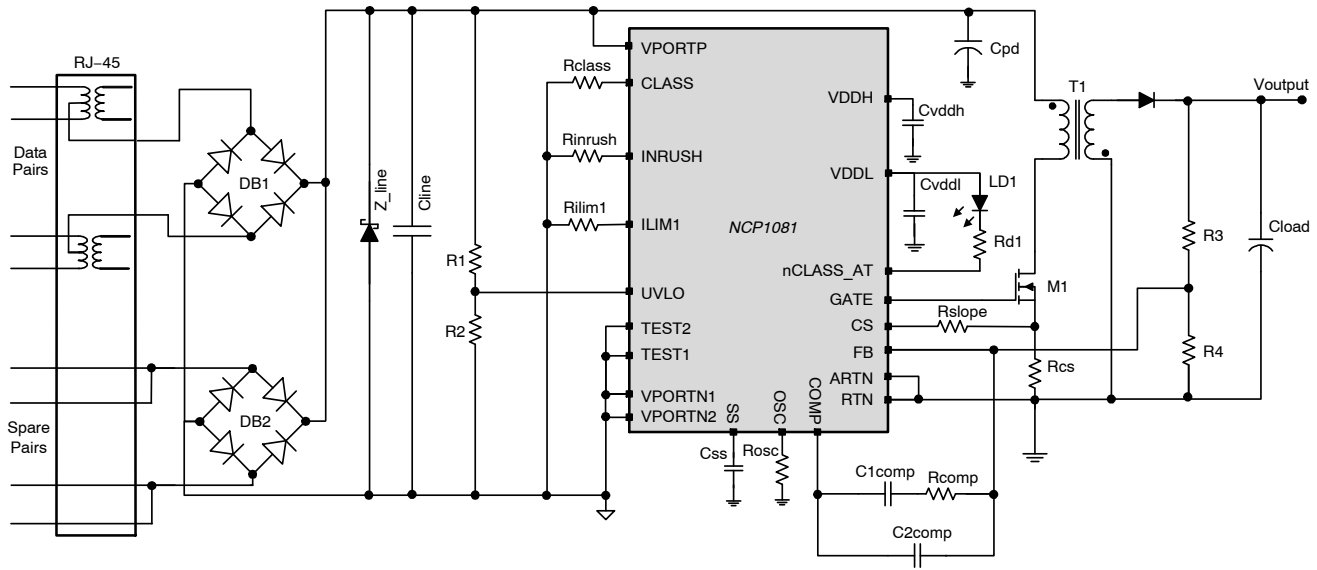 RJ–45
Data
Pairs
Spare
Pairs
DB1
DB2
Z_line
Cline
R1
R2
Rclass
Rinrush
Rilim1
VPORTP
CLASS
INRUSH
ILIM1
UVLO
TEST2
TEST1
VPORTN1
VPORTN2
NCP1081
VDDH
VDDL
nCLASS_AT
GATE
CS
FB
ARTN
RTN
SS
OSC
COMP
Css
Rosc
C1comp
Rcomp
C2comp
Cvddh
Cvddl
LD1
Rd1
Rslope
M1
Rcs
Cpd
T1
Voutput
R3
R4
Cload